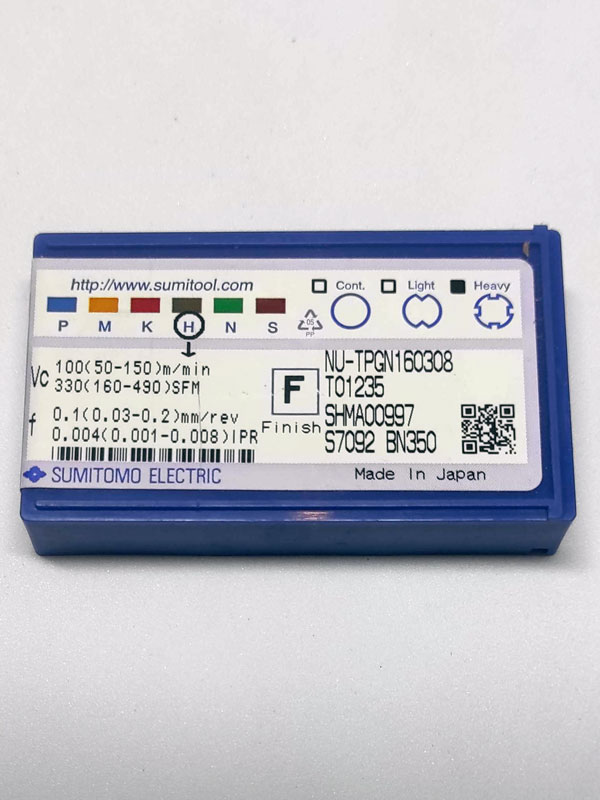 http://www.sumitool.com
Cont. Light Heavy
P M K H N S
05
PP
Vc 100(50-150)m/min
330(160-490)SFM
f 0.1(0.03-0.2)mm/rev
0.004(0.001-0.008)IPR
F
Finish
NU-TPGN160308
T01235
SHMA00997
S7092 BN350
SUMITOMO ELECTRIC
Made In Japan